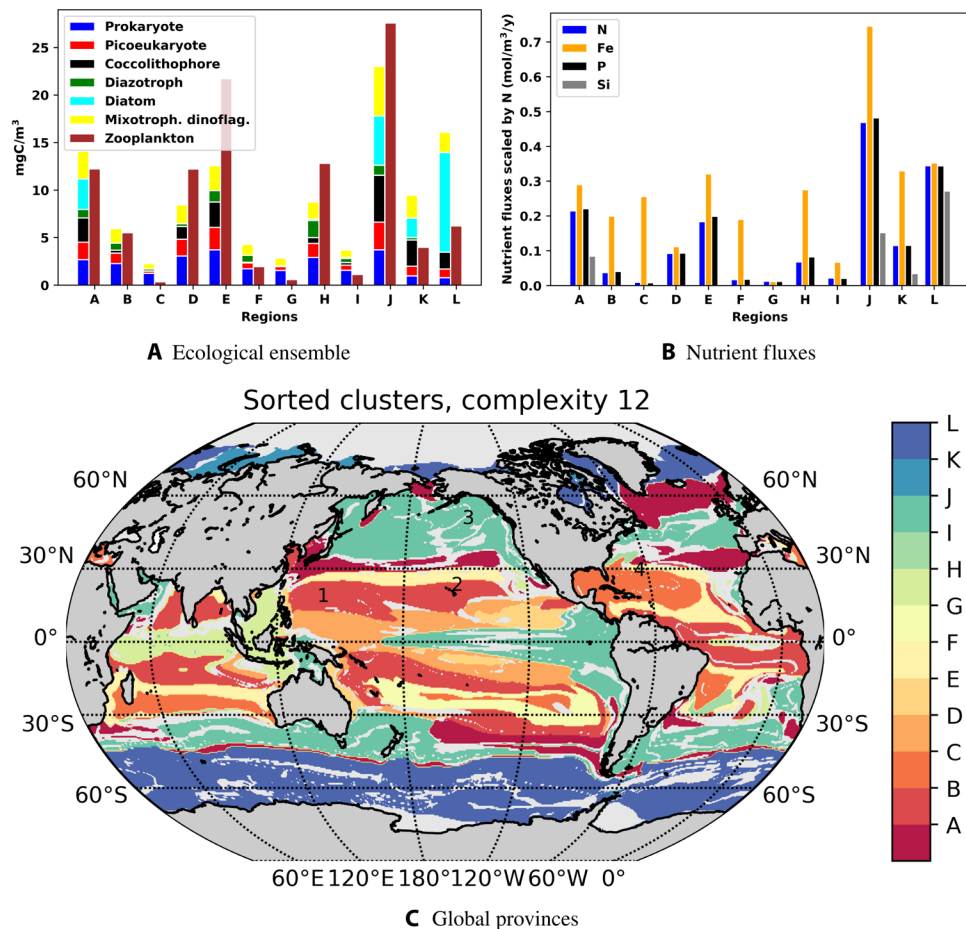 Prokaryote
Picoeukaryote
Coccolithophore
Diazotroph
Diatom
Mixotroph. dinoflag.
Zooplankton
25
20
15
10
5
0
mgC/m³
A B C D E F G H I J K L
Regions
A Ecological ensemble
N
Fe
P
Si
0.7
0.6
0.5
0.4
0.3
0.2
0.1
0.0
Nutrient fluxes scaled by N (mol/m³/y)
A B C D E F G H I J K L
Regions
B Nutrient fluxes
Sorted clusters, complexity 12
60°N 60°N
30°N 30°N
0° 0°
30°S 30°S
60°S 60°S
3
4
2
1
60°E 120°E 180°W 120°W 60°W 0°
L
K
J
I
H
G
F
E
D
C
B
A
C Global provinces